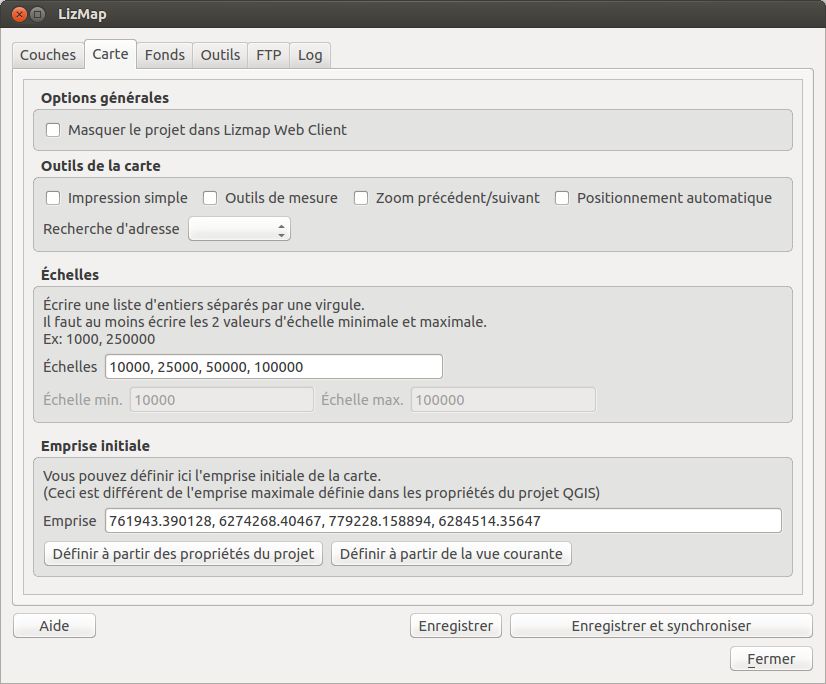 LizMap
Couches Carte Fonds Outils FTP Log
Options générales
Masquer le projet dans Lizmap Web Client
Outils de la carte
Impression simple Outils de mesure Zoom précédent/suivant Positionnement automatique
Recherche d'adresse
Échelles
Écrire une liste d'entiers séparés par une virgule.
Il faut au moins écrire les 2 valeurs d'échelle minimale et maximale.
Ex: 1000, 250000
Échelles 10000, 25000, 50000, 100000
Échelle min. 10000 Échelle max. 100000
Emprise initiale
Vous pouvez définir ici l'emprise initiale de la carte.
(Ceci est différent de l'emprise maximale définie dans les propriétés du projet QGIS)
Emprise 761943.390128, 6274268.40467, 779228.158894, 6284514.35647
Définir à partir des propriétés du projet Définir à partir de la vue courante
Aide Enregistrer Enregistrer et synchroniser
Fermer